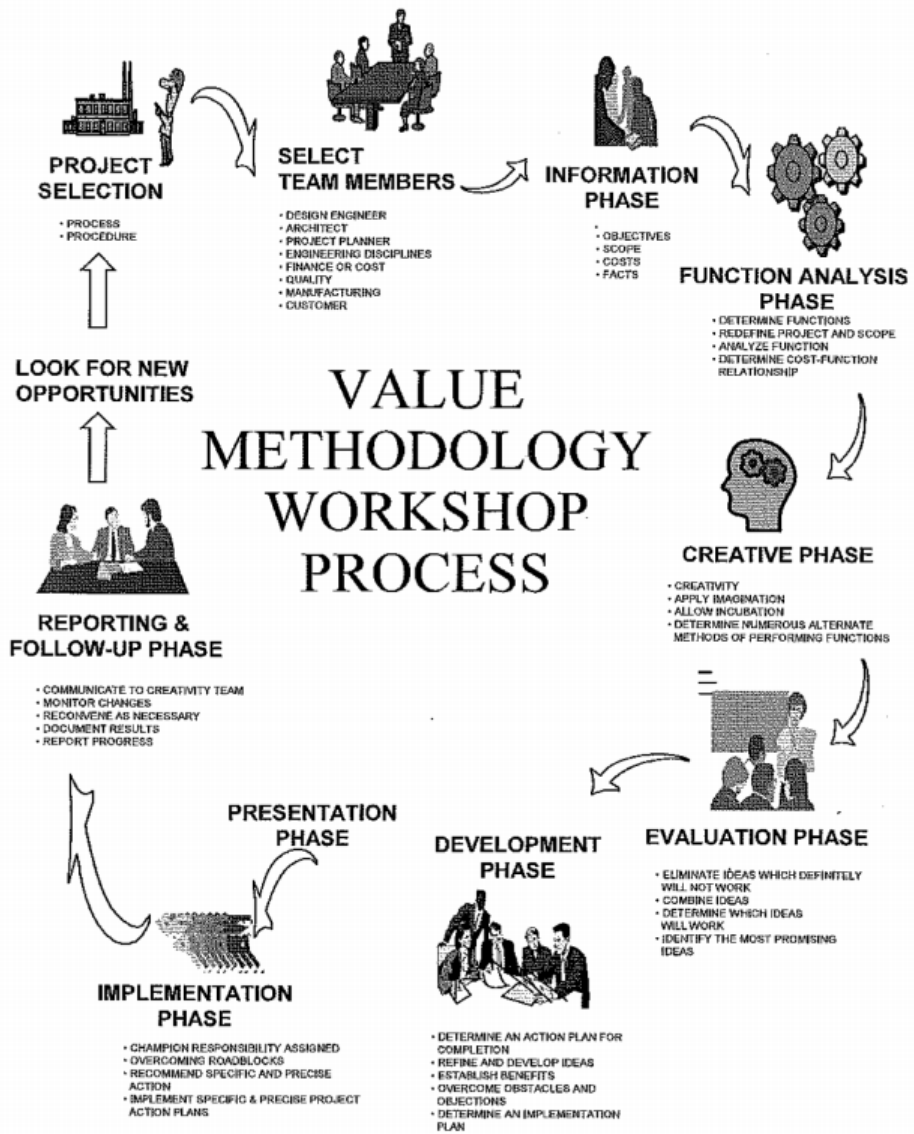 PROJECT
SELECTION
• PROCESS
• PROCEDURE
SELECT
TEAM MEMBERS
• DESIGN ENGINEER
• ARCHITECT
• PROJECT PLANNER
• ENGINEERING DISCIPLINES
• FINANCE OR COST
• QUALITY
• MANUFACTURING
• CUSTOMER
INFORMATION
PHASE
•
• OBJECTIVES
• SCOPE
• COSTS
• FACTS
FUNCTION ANALYSIS
PHASE
• DETERMINE FUNCTIONS
• REDEFINE PROJECT AND SCOPE
• ANALYZE FUNCTION
• DETERMINE COST-FUNCTION
RELATIONSHIP
LOOK FOR NEW
OPPORTUNITIES
VALUE
METHODOLOGY
WORKSHOP
PROCESS
CREATIVE PHASE
• CREATIVITY
• APPLY IMAGINATION
• ALLOW INCUBATION
• DETERMINE NUMEROUS ALTERNATE
METHODS OF PERFORMING FUNCTIONS
REPORTING &
FOLLOW-UP PHASE
• COMMUNICATE TO CREATIVITY TEAM
• MONITOR CHANGES
• RECONVENE AS NECESSARY
• DOCUMENT RESULTS
• REPORT PROGRESS
EVALUATION PHASE
• ELIMINATE IDEAS WHICH DEFINITELY
WILL NOT WORK
• COMBINE IDEAS
• DETERMINE WHICH IDEAS
WILL WORK
• IDENTIFY THE MOST PROMISING
IDEAS
DEVELOPMENT
PHASE
• DETERMINE AN ACTION PLAN FOR
COMPLETION
• REFINE AND DEVELOP IDEAS
• ESTABLISH BENEFITS
• OVERCOME OBSTACLES AND
OBJECTIONS
• DETERMINE AN IMPLEMENTATION
PLAN
PRESENTATION
PHASE
IMPLEMENTATION
PHASE
• CHAMPION RESPONSIBILITY ASSIGNED
• OVERCOMING ROADBLOCKS
• RECOMMEND SPECIFIC AND PRECISE
ACTION
• IMPLEMENT SPECIFIC & PRECISE PROJECT
ACTION PLANS